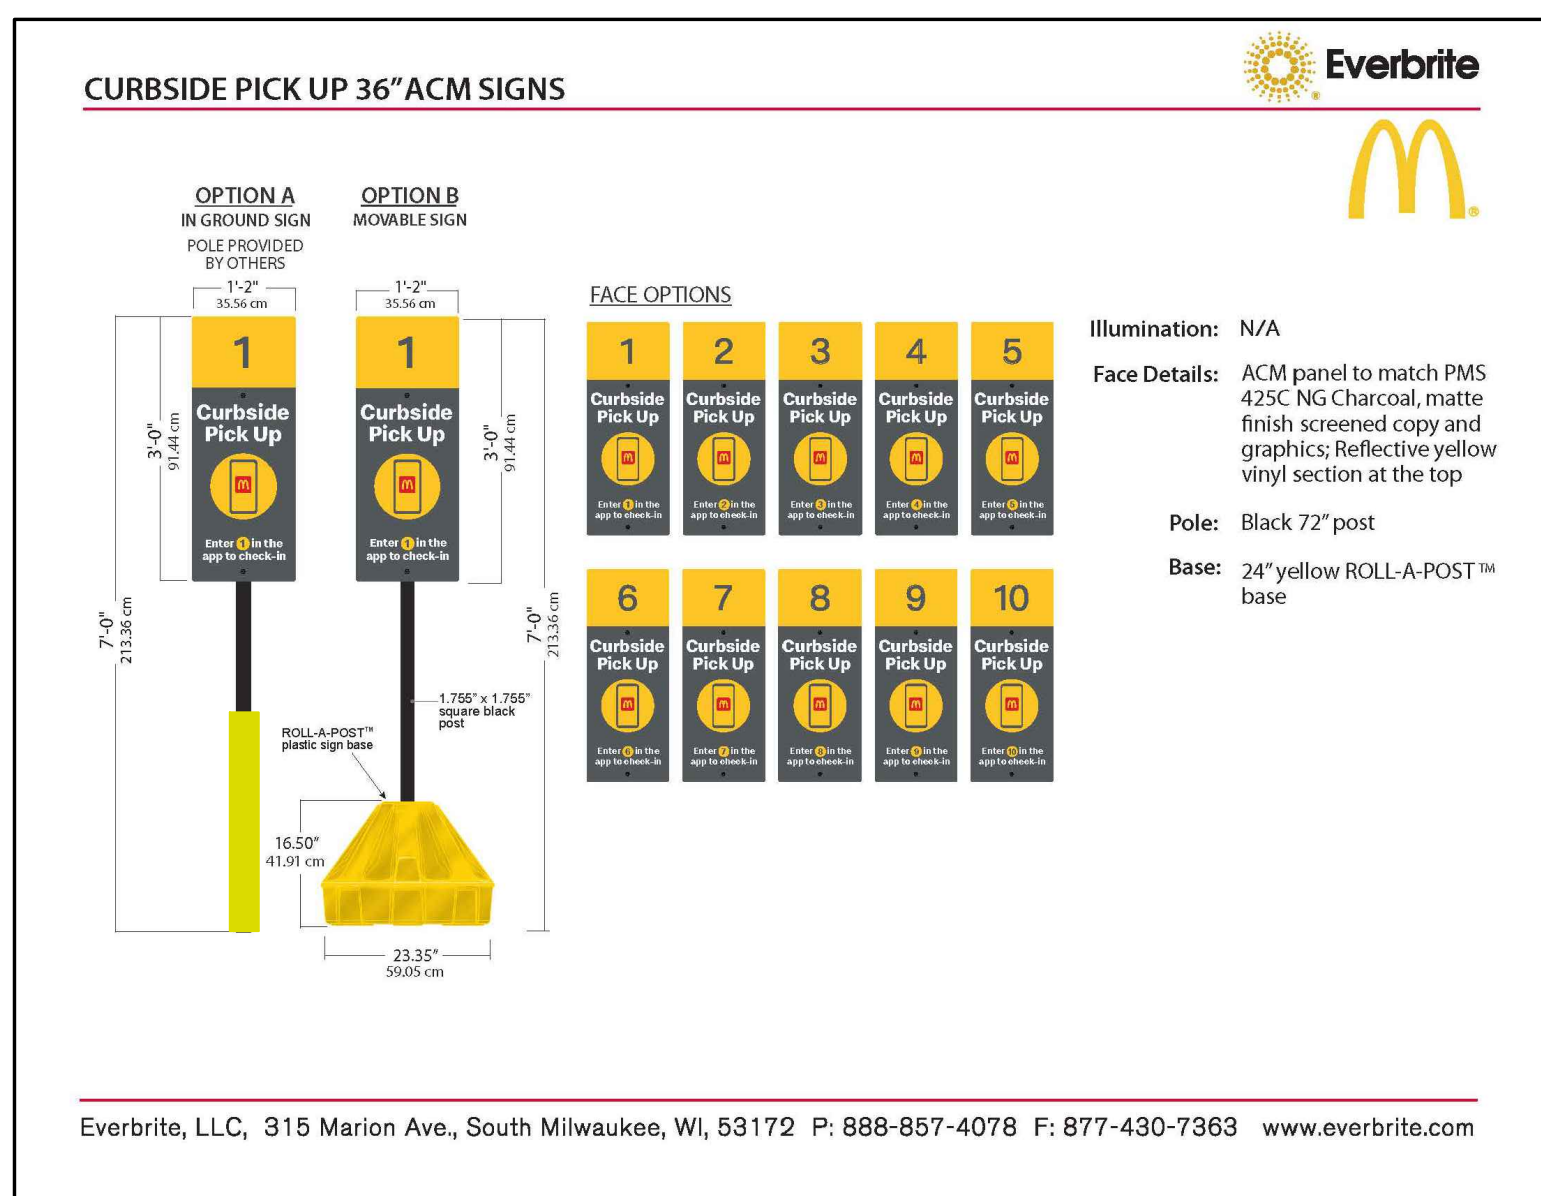 CURBSIDE PICK UP 36" ACM SIGNS
Everbrite
®
®
OPTION A
IN GROUND SIGN
POLE PROVIDED
BY OTHERS
1'-2"
35.56 cm
3'-0"
91.44 cm
7'-0"
213.36 cm
1
Curbside
Pick Up
Enter 1 in the
app to check-in
OPTION B
MOVABLE SIGN
1'-2"
35.56 cm
1
Curbside
Pick Up
Enter 1 in the
app to check-in
3'-0"
91.44 cm
7'-0"
213.36 cm
1.755" x 1.755"
square black
post
ROLL-A-POST™
plastic sign base
16.50"
41.91 cm
23.35"
59.05 cm
FACE OPTIONS
1
Curbside
Pick Up
Enter 1 in the
app to check-in
2
Curbside
Pick Up
Enter 2 in the
app to check-in
3
Curbside
Pick Up
Enter 3 in the
app to check-in
4
Curbside
Pick Up
Enter 4 in the
app to check-in
5
Curbside
Pick Up
Enter 5 in the
app to check-in
6
Curbside
Pick Up
Enter 6 in the
app to check-in
7
Curbside
Pick Up
Enter 7 in the
app to check-in
8
Curbside
Pick Up
Enter 8 in the
app to check-in
9
Curbside
Pick Up
Enter 9 in the
app to check-in
10
Curbside
Pick Up
Enter 10 in the
app to check-in
Illumination: N/A
Face Details: ACM panel to match PMS
425C NG Charcoal, matte
finish screened copy and
graphics; Reflective yellow
vinyl section at the top
Pole: Black 72" post
Base: 24" yellow ROLL-A-POST™
base
Everbrite, LLC, 315 Marion Ave., South Milwaukee, WI, 53172 P: 888-857-4078 F: 877-430-7363 www.everbrite.com